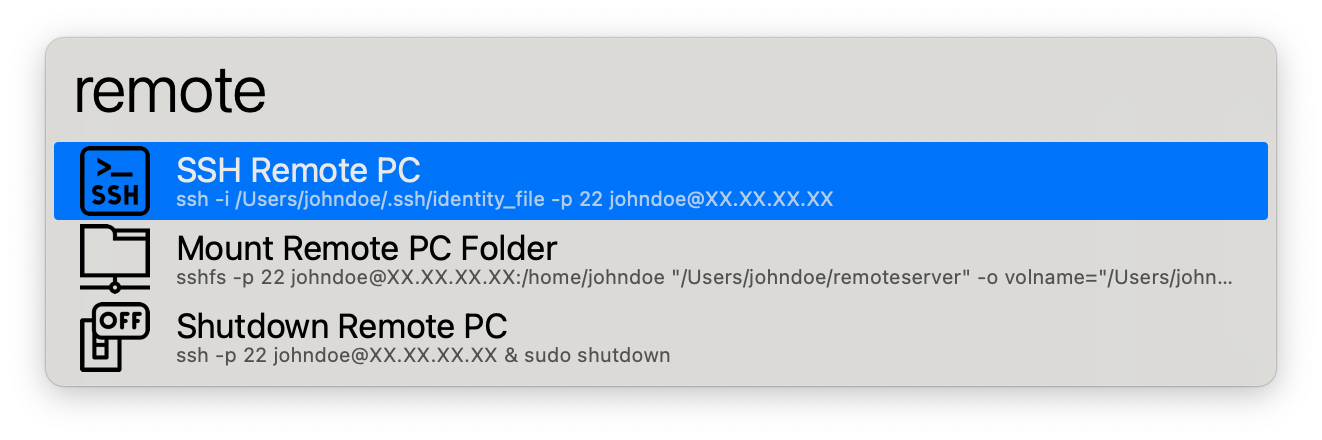 remote
>_
SSH
SSH Remote PC
ssh -i /Users/johndoe/.ssh/identity_file -p 22 johndoe@XX.XX.XX.XX
Mount Remote PC Folder
sshfs -p 22 johndoe@XX.XX.XX.XX:/home/johndoe "/Users/johndoe/remoteserver" -o volname="/Users/john...
OFF
Shutdown Remote PC
ssh -p 22 johndoe@XX.XX.XX.XX & sudo shutdown